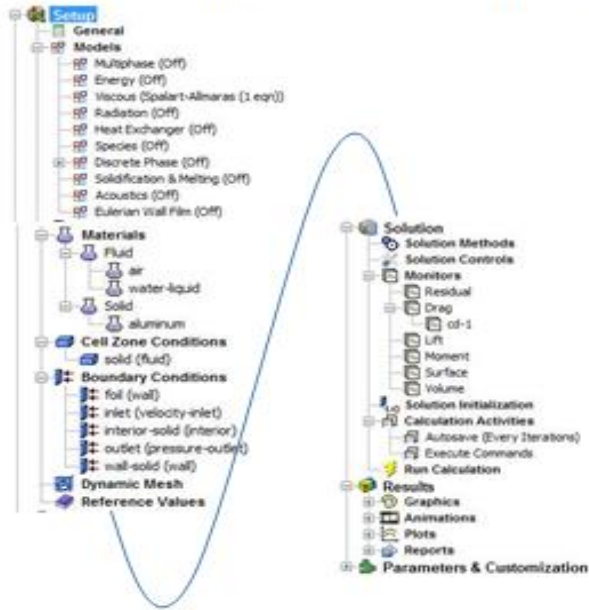 Setup
General
Models
Multiphase (Off)
Energy (Off)
Viscous (Spalart-Allmaras (1 eqn))
Radiation (Off)
Heat Exchanger (Off)
Species (Off)
Discrete Phase (Off)
Solidification & Melting (Off)
Acoustics (Off)
Eulerian Wall Film (Off)
Materials
Fluid
air
water-liquid
Solid
aluminum
Cell Zone Conditions
solid (fluid)
Boundary Conditions
foil (wall)
inlet (velocity-inlet)
interior-solid (interior)
outlet (pressure-outlet)
wall-solid (wall)
Dynamic Mesh
Reference Values
Solution
Solution Methods
Solution Controls
Monitors
Residual
Drag
cd-1
Lift
Moment
Surface
Volume
Solution Initialization
Calculation Activities
Autosave (Every Iterations)
Execute Commands
Run Calculation
Results
Graphics
Animations
Plots
Reports
Parameters & Customization